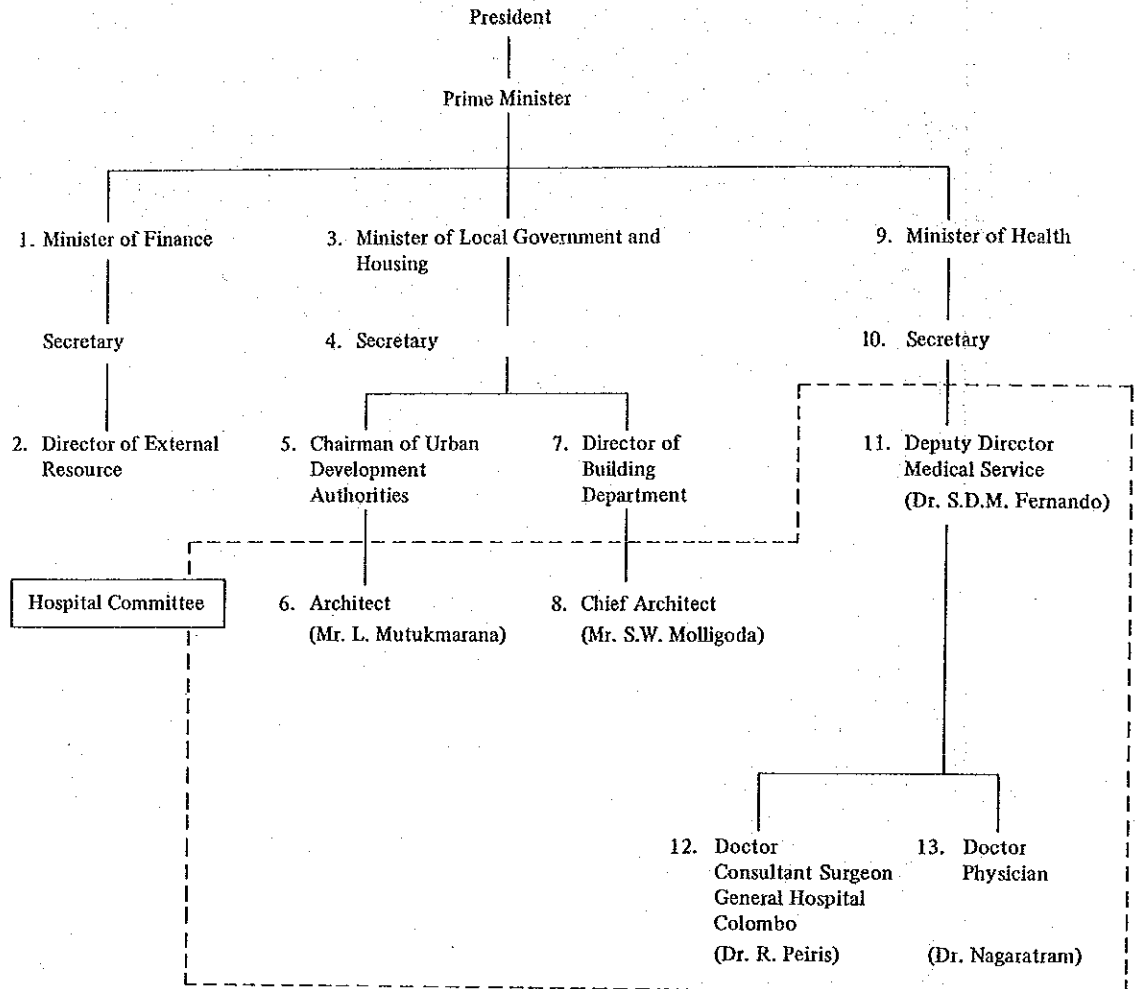 President
Prime Minister
1. Minister of Finance
3. Minister of Local Government and
Housing
9. Minister of Health
Secretary
4. Secretary
10. Secretary
2. Director of External
Resource
5. Chairman of Urban
Development
Authorities
7. Director of
Building
Department
11. Deputy Director
Medical Service
(Dr. S.D.M. Fernando)
Hospital Committee
6. Architect
(Mr. L. Mutukmarana)
8. Chief Architect
(Mr. S.W. Molligoda)
12. Doctor
Consultant Surgeon
General Hospital
Colombo
(Dr. R. Peiris)
13. Doctor
Physician
(Dr. Nagaratram)